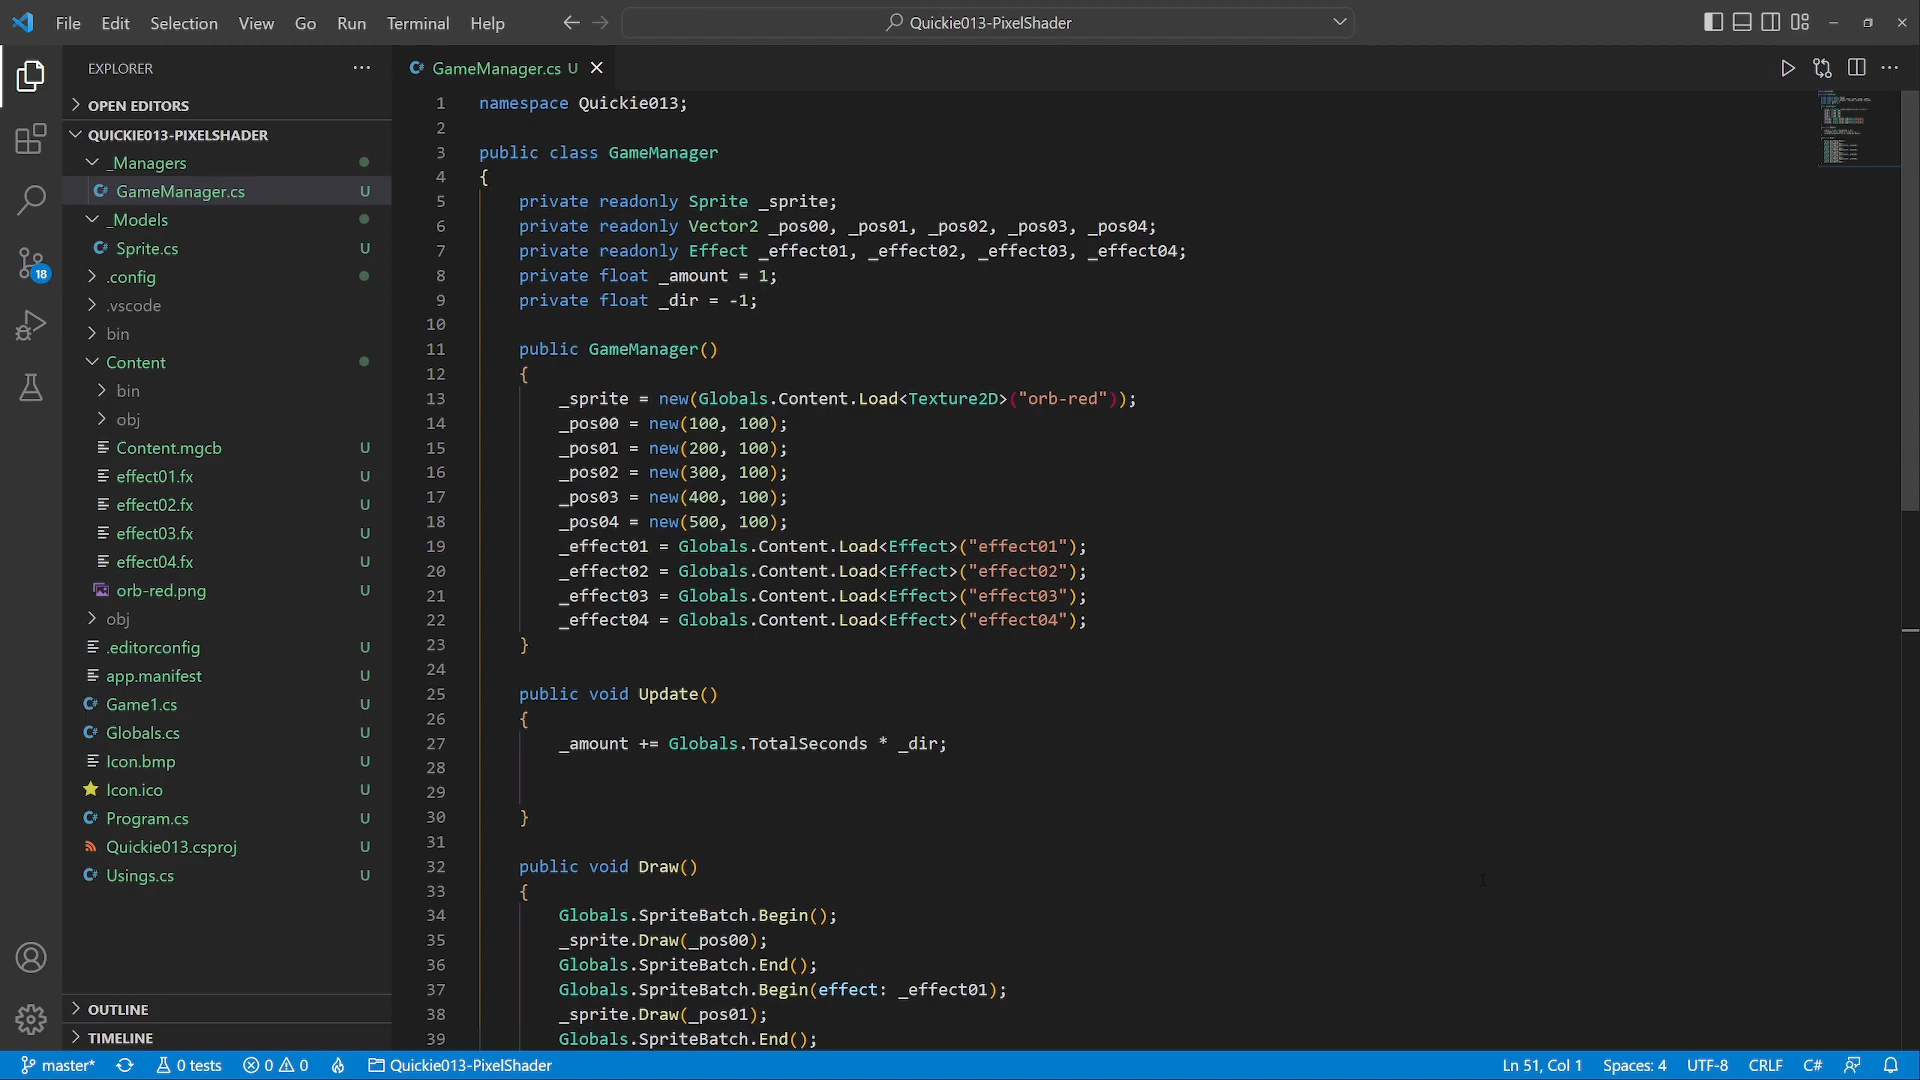 File Edit Selection View Go Run Terminal Help
Quickie013-PixelShader
EXPLORER
OPEN EDITORS
QUICKIE013-PIXELSHADER
_Managers
GameManager.cs U
_Models
Sprite.cs U
.config
.vscode
bin
Content
bin
obj
Content.mgcb U
effect01.fx U
effect02.fx U
effect03.fx U
effect04.fx U
orb-red.png U
obj
.editorconfig U
app.manifest U
Game1.cs U
Globals.cs U
Icon.bmp U
Icon.ico U
Program.cs U
Quickie013.csproj U
Usings.cs U
OUTLINE
TIMELINE
18
GameManager.cs U
1 namespace Quickie013;
2
3 public class GameManager
4 {
5 private readonly Sprite _sprite;
6 private readonly Vector2 _pos00, _pos01, _pos02, _pos03, _pos04;
7 private readonly Effect _effect01, _effect02, _effect03, _effect04;
8 private float _amount = 1;
9 private float _dir = -1;
10
11 public GameManager()
12 {
13 _sprite = new(Globals.Content.Load<Texture2D>("orb-red"));
14 _pos00 = new(100, 100);
15 _pos01 = new(200, 100);
16 _pos02 = new(300, 100);
17 _pos03 = new(400, 100);
18 _pos04 = new(500, 100);
19 _effect01 = Globals.Content.Load<Effect>("effect01");
20 _effect02 = Globals.Content.Load<Effect>("effect02");
21 _effect03 = Globals.Content.Load<Effect>("effect03");
22 _effect04 = Globals.Content.Load<Effect>("effect04");
23 }
24
25 public void Update()
26 {
27 _amount += Globals.TotalSeconds * _dir;
28
29
30 }
31
32 public void Draw()
33 {
34 Globals.SpriteBatch.Begin();
35 _sprite.Draw(_pos00);
36 Globals.SpriteBatch.End();
37 Globals.SpriteBatch.Begin(effect: _effect01);
38 _sprite.Draw(_pos01);
39 Globals.SpriteBatch.End();
master* 0 tests 0 0 Quickie013-PixelShader Ln 51, Col 1 Spaces: 4 UTF-8 CRLF C#